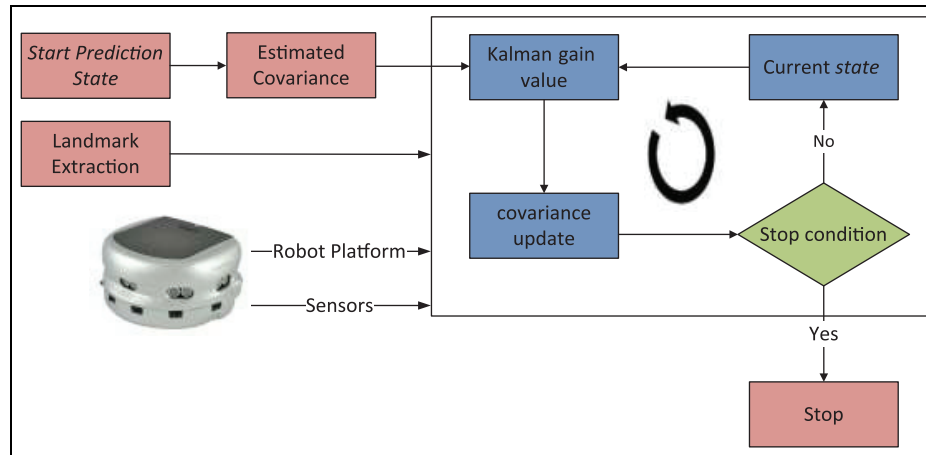 Start Prediction
State
Estimated
Covariance
Kalman gain
value
Current state
Landmark
Extraction
No
covariance
update
Stop condition
Robot Platform
Sensors
Yes
Stop